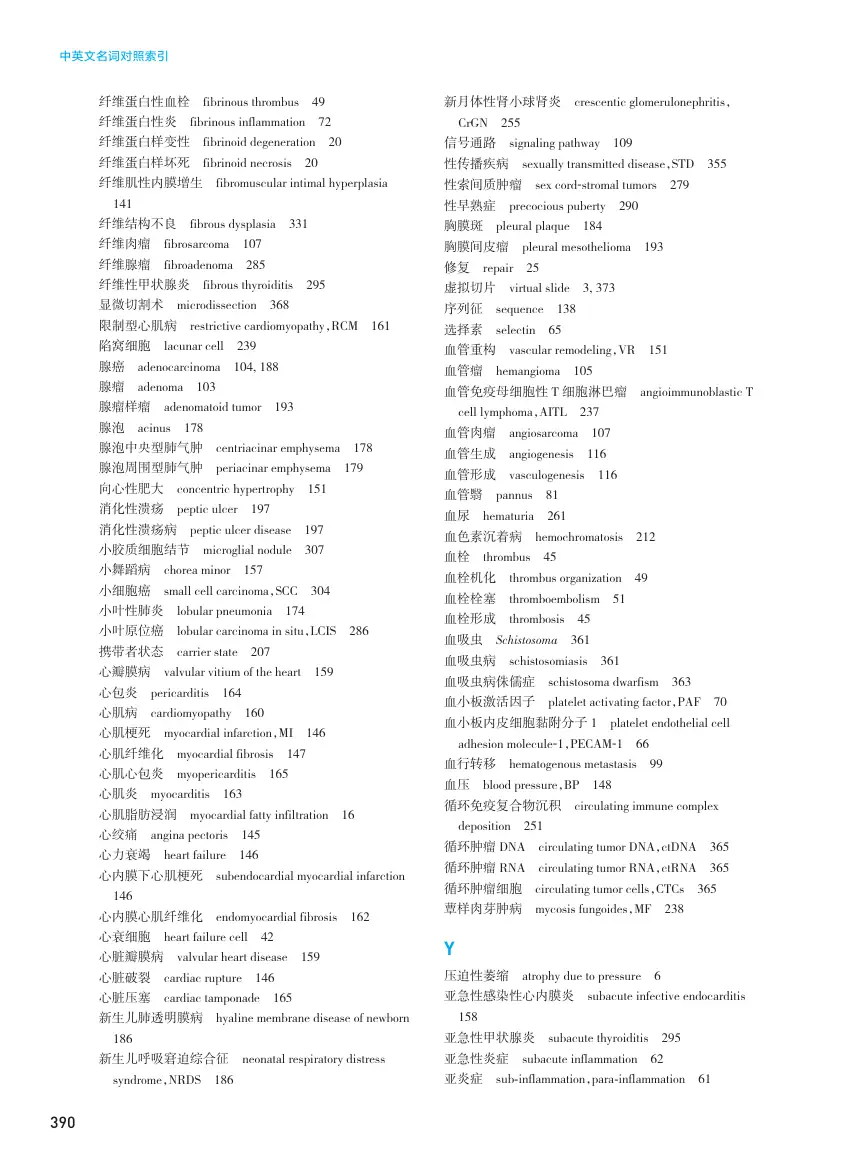 中英文名词对照索引
纤维蛋白性血栓 fibrinous thrombus 49
纤维蛋白性炎 fibrinous inflammation 72
纤维蛋白样变性 fibrinoid degeneration 20
纤维蛋白样坏死 fibrinoid necrosis 20
纤维肌性内膜增生 fibromuscular intimal hyperplasia
141
纤维结构不良 fibrous dysplasia 331
纤维肉瘤 fibrosarcoma 107
纤维腺瘤 fibroadenoma 285
纤维性甲状腺炎 fibrous thyroiditis 295
显微切割术 microdissection 368
限制型心肌病 restrictive cardiomyopathy,RCM 161
陷窝细胞 lacunar cell 239
腺癌 adenocarcinoma 104, 188
腺瘤 adenoma 103
腺瘤样瘤 adenomatoid tumor 193
腺泡 acinus 178
腺泡中央型肺气肿 centriacinar emphysema 178
腺泡周围型肺气肿 periacinar emphysema 179
向心性肥大 concentric hypertrophy 151
消化性溃疡 peptic ulcer 197
消化性溃疡病 peptic ulcer disease 197
小胶质细胞结节 microglial nodule 307
小舞蹈病 chorea minor 157
小细胞癌 small cell carcinoma,SCC 304
小叶性肺炎 lobular pneumonia 174
小叶原位癌 lobular carcinoma in situ,LCIS 286
携带者状态 carrier state 207
心瓣膜病 valvular vitium of the heart 159
心包炎 pericarditis 164
心肌病 cardiomyopathy 160
心肌梗死 myocardial infarction,MI 146
心肌纤维化 myocardial fibrosis 147
心肌心包炎 myopericarditis 165
心肌炎 myocarditis 163
心肌脂肪浸润 myocardial fatty infiltration 16
心绞痛 angina pectoris 145
心力衰竭 heart failure 146
心内膜下心肌梗死 subendocardial myocardial infarction
146
心内膜心肌纤维化 endomyocardial fibrosis 162
心衰细胞 heart failure cell 42
心脏瓣膜病 valvular heart disease 159
心脏破裂 cardiac rupture 146
心脏压塞 cardiac tamponade 165
新生儿肺透明膜病 hyaline membrane disease of newborn
186
新生儿呼吸窘迫综合征 neonatal respiratory distress
syndrome,NRDS 186
新月体性肾小球肾炎 crescentic glomerulonephritis,
CrGN 255
信号通路 signaling pathway 109
性传播疾病 sexually transmitted disease,STD 355
性索间质肿瘤 sex cord-stromal tumors 279
性早熟症 precocious puberty 290
胸膜斑 pleural plaque 184
胸膜间皮瘤 pleural mesothelioma 193
修复 repair 25
虚拟切片 virtual slide 3, 373
序列征 sequence 138
选择素 selectin 65
血管重构 vascular remodeling,VR 151
血管瘤 hemangioma 105
血管免疫母细胞性 T 细胞淋巴瘤 angioimmunoblastic T
cell lymphoma,AITL 237
血管肉瘤 angiosarcoma 107
血管生成 angiogenesis 116
血管形成 vasculogenesis 116
血管翳 pannus 81
血尿 hematuria 261
血色素沉着病 hemochromatosis 212
血栓 thrombus 45
血栓机化 thrombus organization 49
血栓栓塞 thromboembolism 51
血栓形成 thrombosis 45
血吸虫 Schistosoma 361
血吸虫病 schistosomiasis 361
血吸虫病侏儒症 schistosoma dwarfism 363
血小板激活因子 platelet activating factor,PAF 70
血小板内皮细胞黏附分子 1 platelet endothelial cell
adhesion molecule-1,PECAM-1 66
血行转移 hematogenous metastasis 99
血压 blood pressure,BP 148
循环免疫复合物沉积 circulating immune complex
deposition 251
循环肿瘤 DNA circulating tumor DNA,ctDNA 365
循环肿瘤 RNA circulating tumor RNA,ctRNA 365
循环肿瘤细胞 circulating tumor cells,CTCs 365
蕈样肉芽肿病 mycosis fungoides,MF 238
Y
压迫性萎缩 atrophy due to pressure 6
亚急性感染性心内膜炎 subacute infective endocarditis
158
亚急性甲状腺炎 subacute thyroiditis 295
亚急性炎症 subacute inflammation 62
亚炎症 sub-inflammation,para-inflammation 61
390